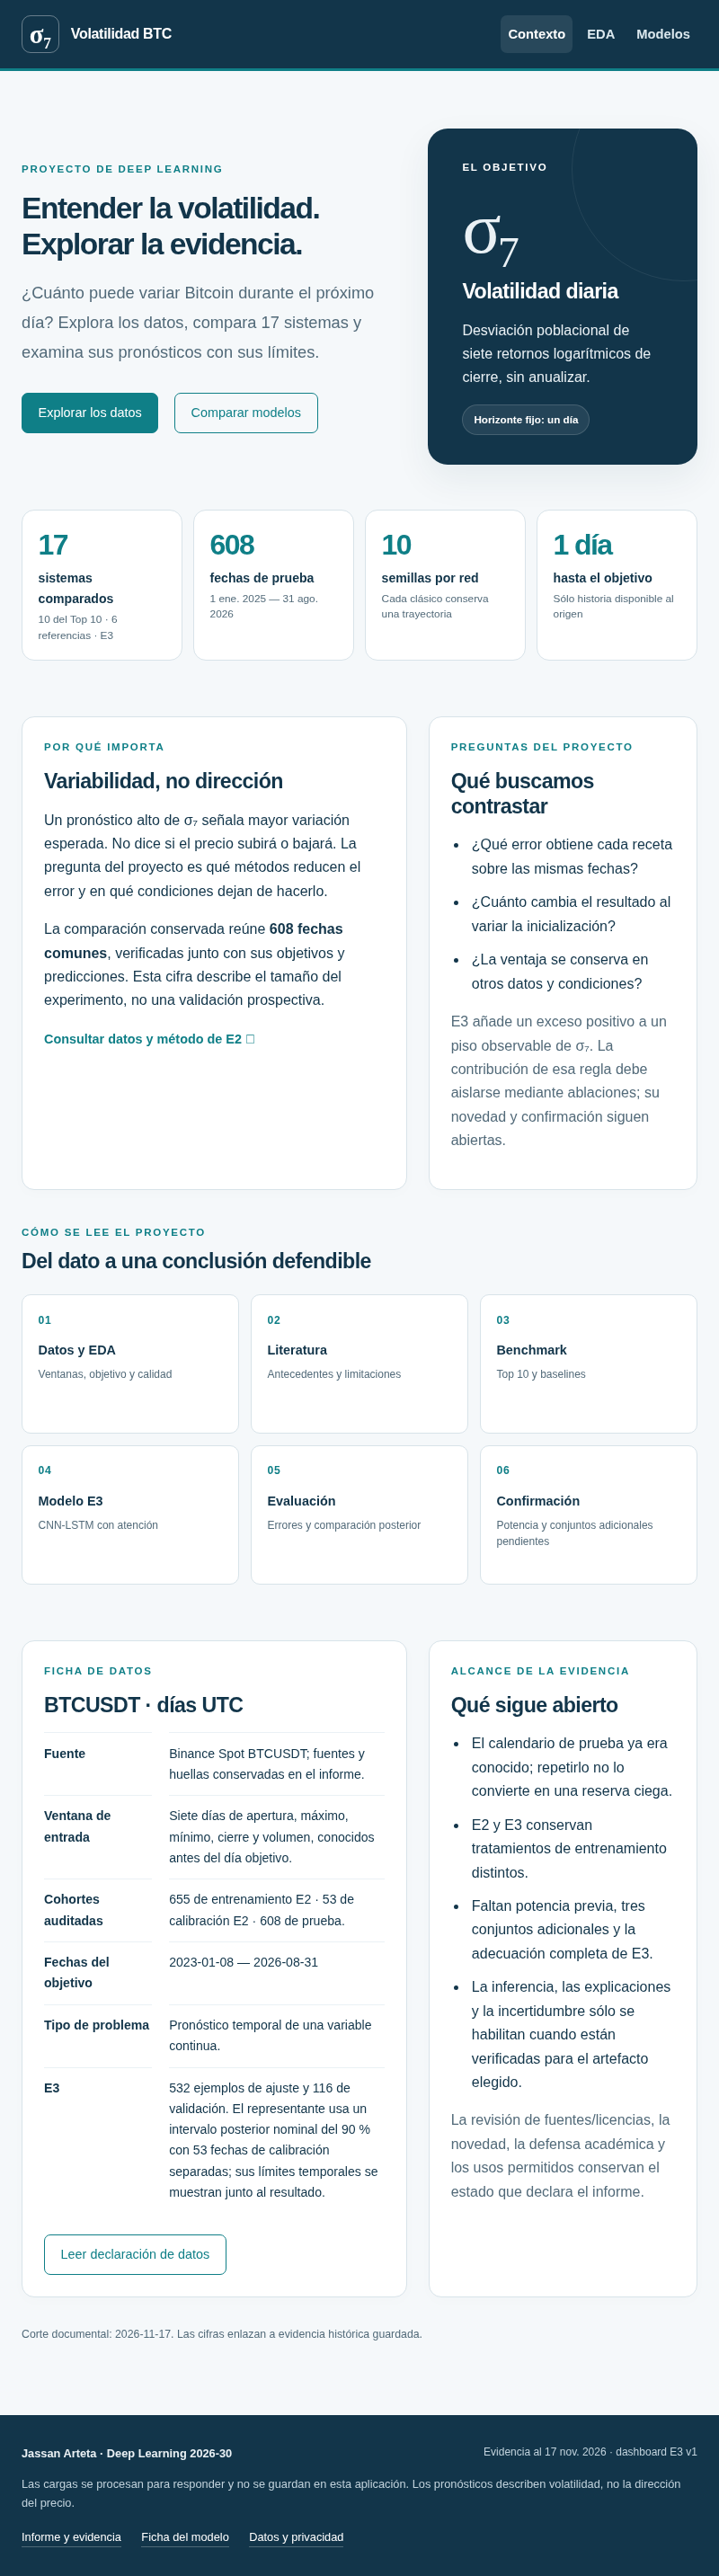 σ7
Volatilidad BTC
Contexto
EDA
Modelos
PROYECTO DE DEEP LEARNING
Entender la volatilidad.
Explorar la evidencia.
¿Cuánto puede variar Bitcoin durante el próximo
día? Explora los datos, compara 17 sistemas y
examina sus pronósticos con sus límites.
Explorar los datos
Comparar modelos
EL OBJETIVO
σ7
Volatilidad diaria
Desviación poblacional de
siete retornos logarítmicos de
cierre, sin anualizar.
Horizonte fijo: un día
17
sistemas
comparados
10 del Top 10 · 6
referencias · E3
608
fechas de prueba
1 ene. 2025 — 31 ago.
2026
10
semillas por red
Cada clásico conserva
una trayectoria
1 día
hasta el objetivo
Sólo historia disponible al
origen
POR QUÉ IMPORTA
Variabilidad, no dirección
Un pronóstico alto de σ₇ señala mayor variación
esperada. No dice si el precio subirá o bajará. La
pregunta del proyecto es qué métodos reducen el
error y en qué condiciones dejan de hacerlo.
La comparación conservada reúne 608 fechas
comunes, verificadas junto con sus objetivos y
predicciones. Esta cifra describe el tamaño del
experimento, no una validación prospectiva.
Consultar datos y método de E2
PREGUNTAS DEL PROYECTO
Qué buscamos
contrastar
• ¿Qué error obtiene cada receta
sobre las mismas fechas?
• ¿Cuánto cambia el resultado al
variar la inicialización?
• ¿La ventaja se conserva en
otros datos y condiciones?
E3 añade un exceso positivo a un
piso observable de σ₇. La
contribución de esa regla debe
aislarse mediante ablaciones; su
novedad y confirmación siguen
abiertas.
CÓMO SE LEE EL PROYECTO
Del dato a una conclusión defendible
01
Datos y EDA
Ventanas, objetivo y calidad
02
Literatura
Antecedentes y limitaciones
03
Benchmark
Top 10 y baselines
04
Modelo E3
CNN-LSTM con atención
05
Evaluación
Errores y comparación posterior
06
Confirmación
Potencia y conjuntos adicionales
pendientes
FICHA DE DATOS
BTCUSDT · días UTC
Fuente
Binance Spot BTCUSDT; fuentes y
huellas conservadas en el informe.
Ventana de
entrada
Siete días de apertura, máximo,
mínimo, cierre y volumen, conocidos
antes del día objetivo.
Cohortes
auditadas
655 de entrenamiento E2 · 53 de
calibración E2 · 608 de prueba.
Fechas del
objetivo
2023-01-08 — 2026-08-31
Tipo de problema
Pronóstico temporal de una variable
continua.
E3
532 ejemplos de ajuste y 116 de
validación. El representante usa un
intervalo posterior nominal del 90 %
con 53 fechas de calibración
separadas; sus límites temporales se
muestran junto al resultado.
Leer declaración de datos
ALCANCE DE LA EVIDENCIA
Qué sigue abierto
• El calendario de prueba ya era
conocido; repetirlo no lo
convierte en una reserva ciega.
• E2 y E3 conservan
tratamientos de entrenamiento
distintos.
• Faltan potencia previa, tres
conjuntos adicionales y la
adecuación completa de E3.
• La inferencia, las explicaciones
y la incertidumbre sólo se
habilitan cuando están
verificadas para el artefacto
elegido.
La revisión de fuentes/licencias, la
novedad, la defensa académica y
los usos permitidos conservan el
estado que declara el informe.
Corte documental: 2026-11-17. Las cifras enlazan a evidencia histórica guardada.
Jassan Arteta · Deep Learning 2026-30
Evidencia al 17 nov. 2026 · dashboard E3 v1
Las cargas se procesan para responder y no se guardan en esta aplicación. Los pronósticos describen volatilidad, no la dirección
del precio.
Informe y evidencia
Ficha del modelo
Datos y privacidad